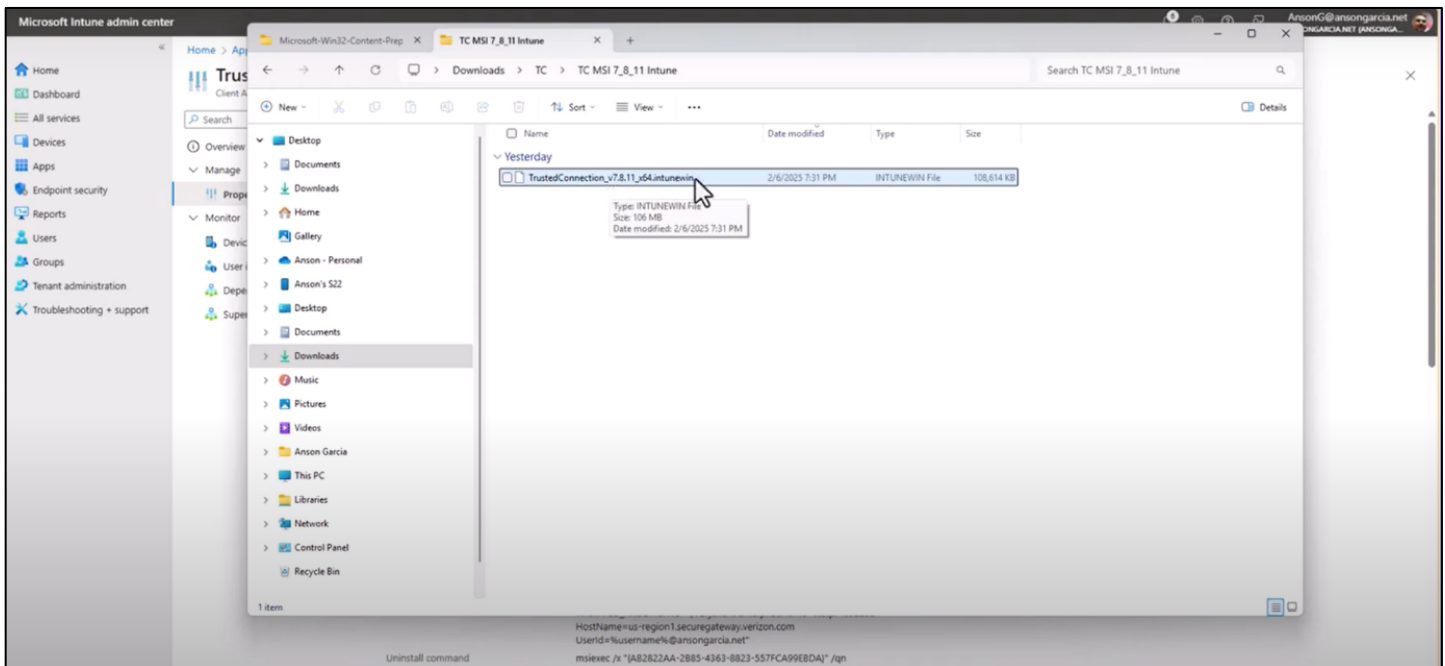 Microsoft Intune admin center
AnsonG@ansongarcia.net
ONGARCIA.NET (ANSONGA...
Home
Dashboard
All services
Devices
Apps
Endpoint security
Reports
Users
Groups
Tenant administration
Troubleshooting + support
Home > App
Trus
Client A
Search
Overview
Manage
Prope
Monitor
Devic
User i
Depe
Super
Microsoft-Win32-Content-Prep
TC MSI 7_8_11 Intune
Downloads > TC > TC MSI 7_8_11 Intune
Search TC MSI 7_8_11 Intune
New
Sort
View
Details
Desktop
Documents
Downloads
Home
Gallery
Anson - Personal
Anson's S22
Desktop
Documents
Downloads
Music
Pictures
Videos
Anson Garcia
This PC
Libraries
Network
Control Panel
Recycle Bin
Name Date modified Type Size
Yesterday
TrustedConnection_v7.8.11_x64.intunewin 2/6/2025 7:31 PM INTUNEWIN File 108,614 KB
Type: INTUNEWIN File
Size: 106 MB
Date modified: 2/6/2025 7:31 PM
1 item
HostName=us-region1.securegateway.verizon.com
UserId=%username%@ansongarcia.net"
Uninstall command msiexec /x "{AB2822AA-2B85-4363-8823-557FCA99EBDA}" /qn